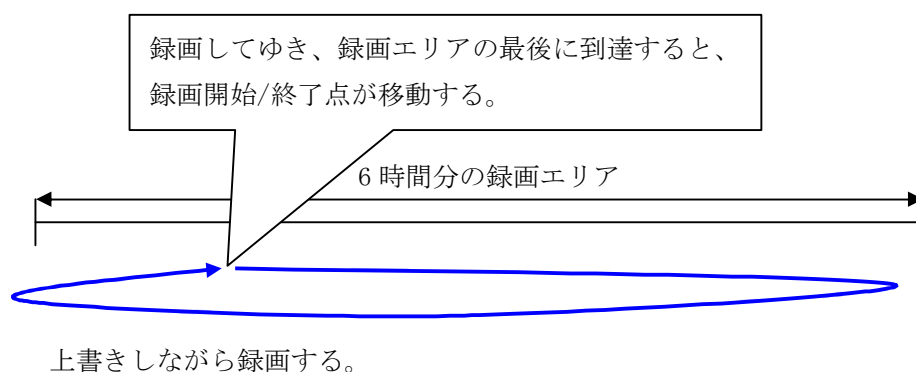 録画してゆき、録画エリアの最後に到達すると、
録画開始/終了点が移動する。
6 時間分の録画エリア
上書きしながら録画する。